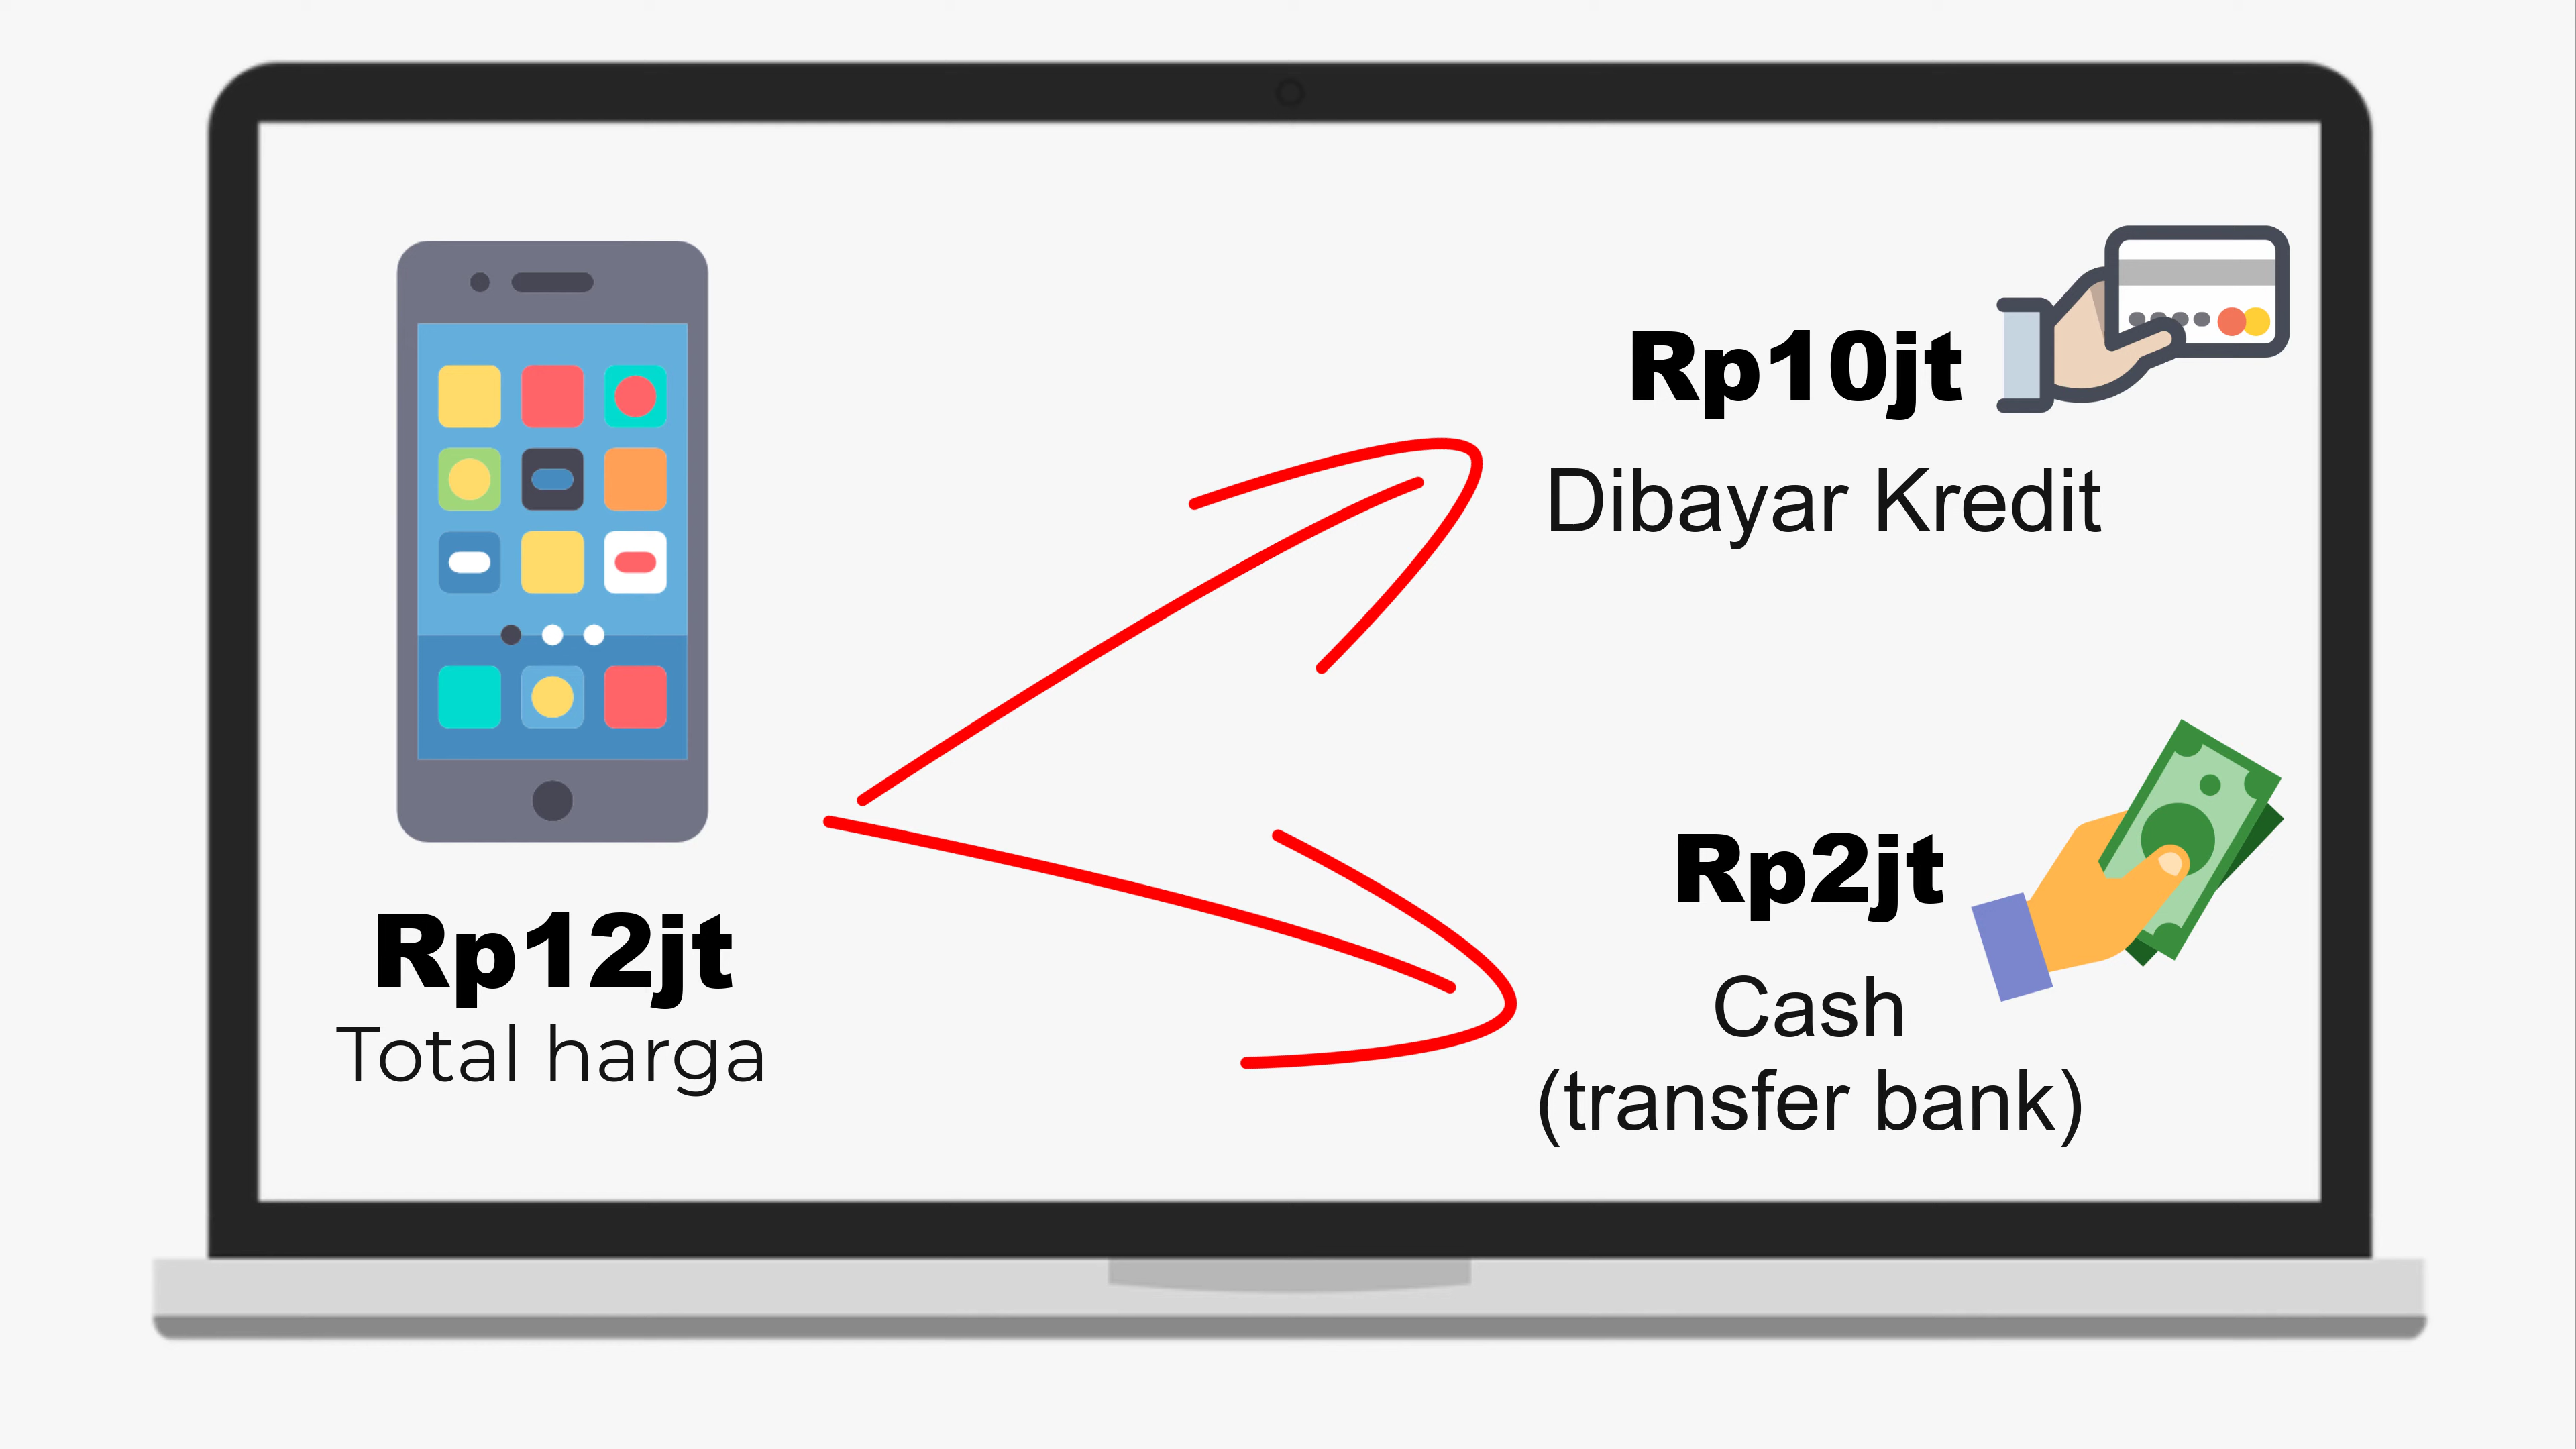 Rp12jt
Total harga
Rp10jt
Dibayar Kredit
Rp2jt
Cash
(transfer bank)